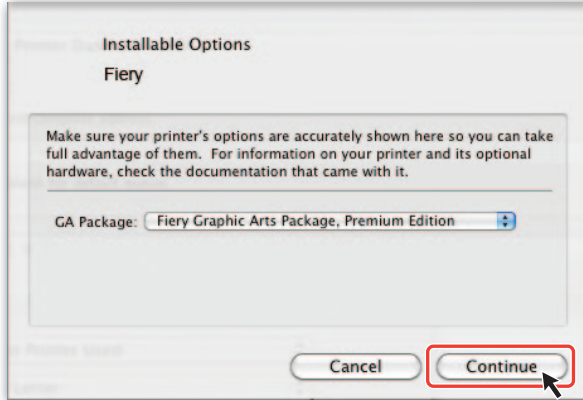 Installable Options
Fiery
Make sure your printer's options are accurately shown here so you can take
full advantage of them. For information on your printer and its optional
hardware, check the documentation that came with it.
GA Package: Fiery Graphic Arts Package, Premium Edition
Cancel Continue